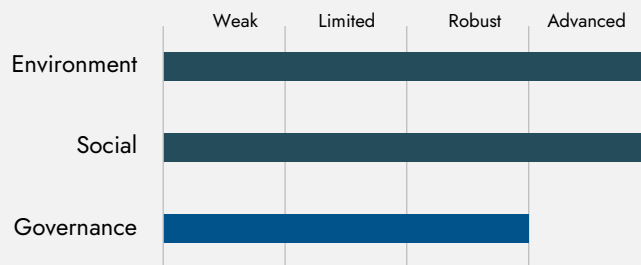 Weak Limited Robust Advanced
Environment
Social
Governance